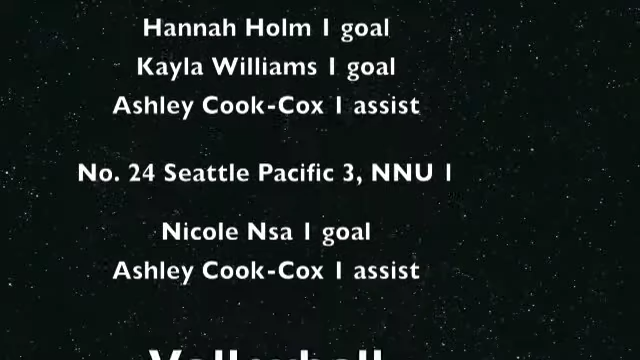 Hannah Holm 1 goal
Kayla Williams 1 goal
Ashley Cook-Cox 1 assist
No. 24 Seattle Pacific 3, NNU 1
Nicole Nsa 1 goal
Ashley Cook-Cox 1 assist
Volleyball